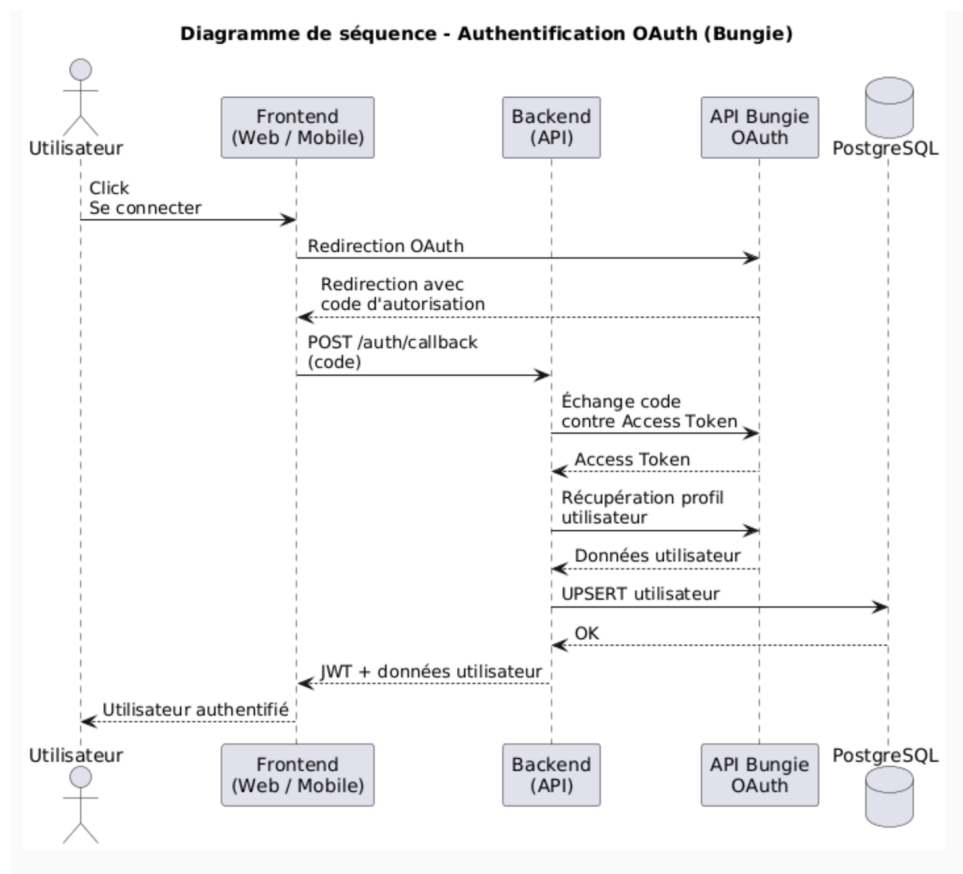 Diagramme de séquence - Authentification OAuth (Bungie)
Utilisateur
Frontend
(Web / Mobile)
Backend
(API)
API Bungie
OAuth
PostgreSQL
Click
Se connecter
Redirection OAuth
Redirection avec
code d'autorisation
POST /auth/callback
(code)
Échange code
contre Access Token
Access Token
Récupération profil
utilisateur
Données utilisateur
UPSERT utilisateur
OK
JWT + données utilisateur
Utilisateur authentifié
Utilisateur
Frontend
(Web / Mobile)
Backend
(API)
API Bungie
OAuth
PostgreSQL